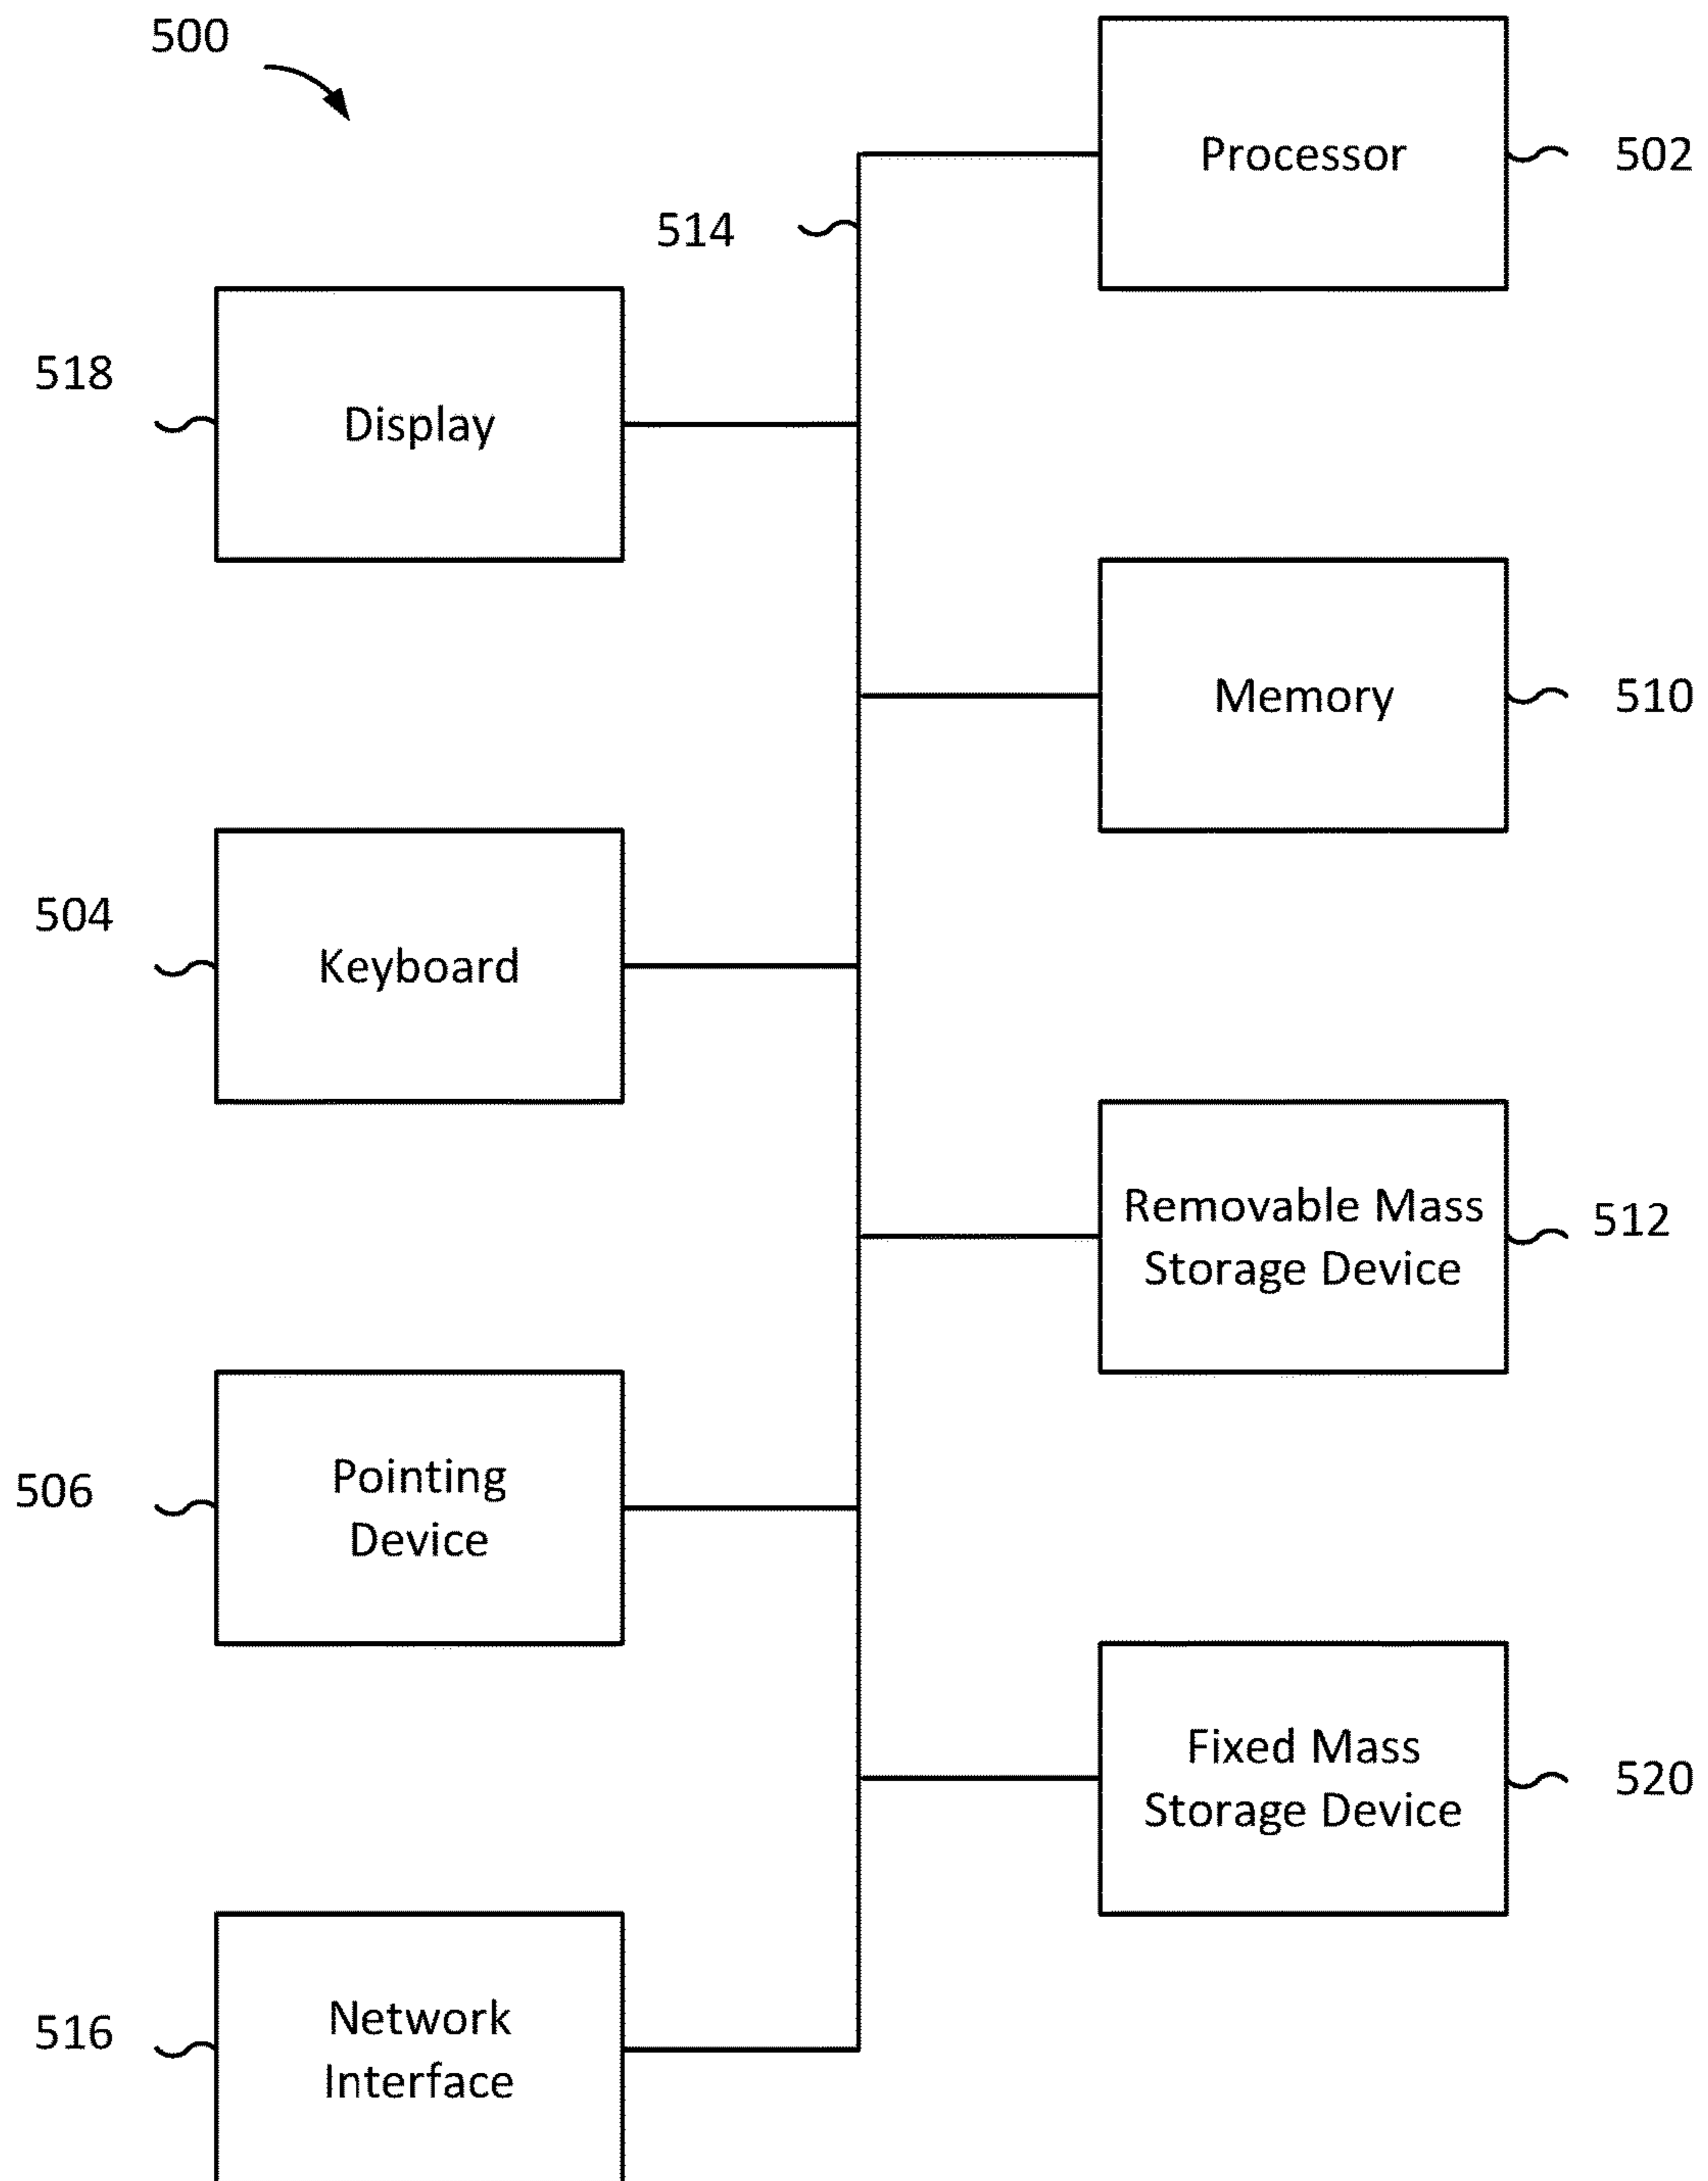 500
Processor
502
514
518
Display
Memory
510
504
Keyboard
Removable Mass
Storage Device
512
506
Pointing
Device
Fixed Mass
Storage Device
520
516
Network
Interface